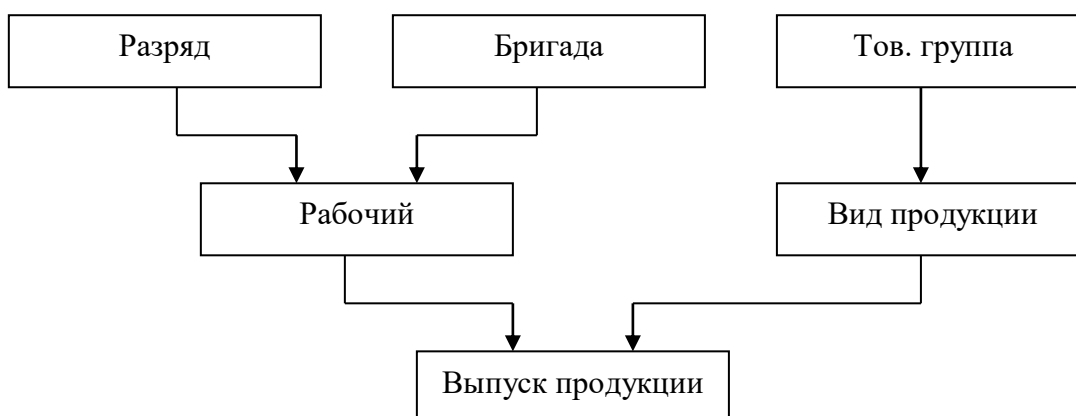 Разряд
Бригада
Тов. группа
Рабочий
Вид продукции
Выпуск продукции